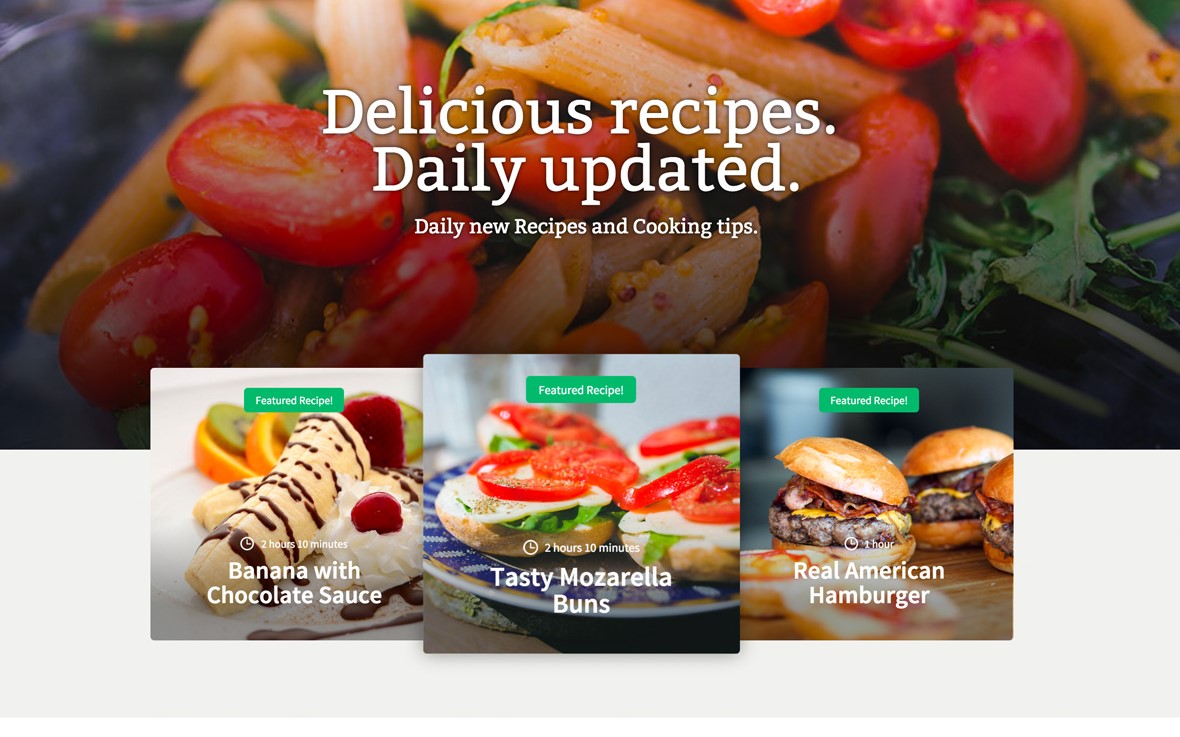 Delicious recipes.
Daily updated.
Daily new Recipes and Cooking tips.
Featured Recipe!
2 hours 10 minutes
Banana with
Chocolate Sauce
Featured Recipe!
2 hours 10 minutes
Tasty Mozarella
Buns
Featured Recipe!
1 hour
Real American
Hamburger